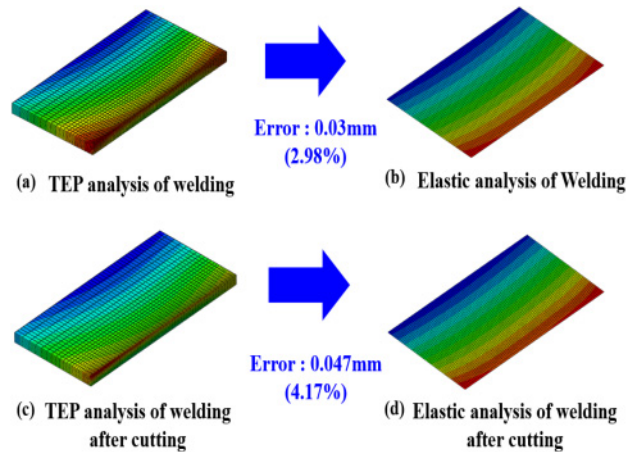 Error : 0.03mm
(2.98%)
(a) TEP analysis of welding
(b) Elastic analysis of Welding
Error : 0.047mm
(4.17%)
(c) TEP analysis of welding
after cutting
(d) Elastic analysis of welding
after cutting